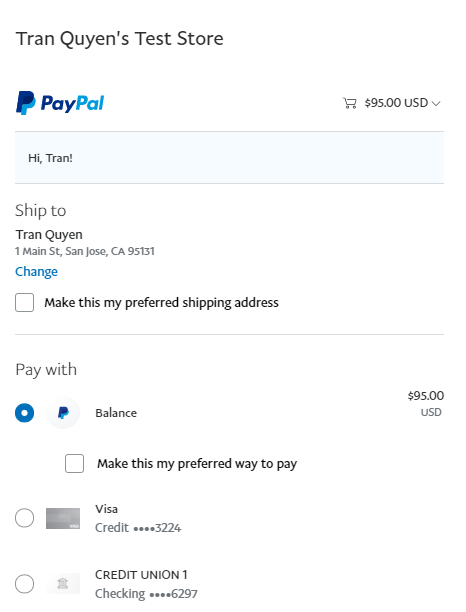 Tran Quyen's Test Store
PayPal
$95.00 USD
Hi, Tran!
Ship to
Tran Quyen
1 Main St, San Jose, CA 95131
Change
Make this my preferred shipping address
Pay with
$95.00
Balance
USD
Make this my preferred way to pay
Visa
Credit ••••3224
CREDIT UNION 1
Checking ••••6297